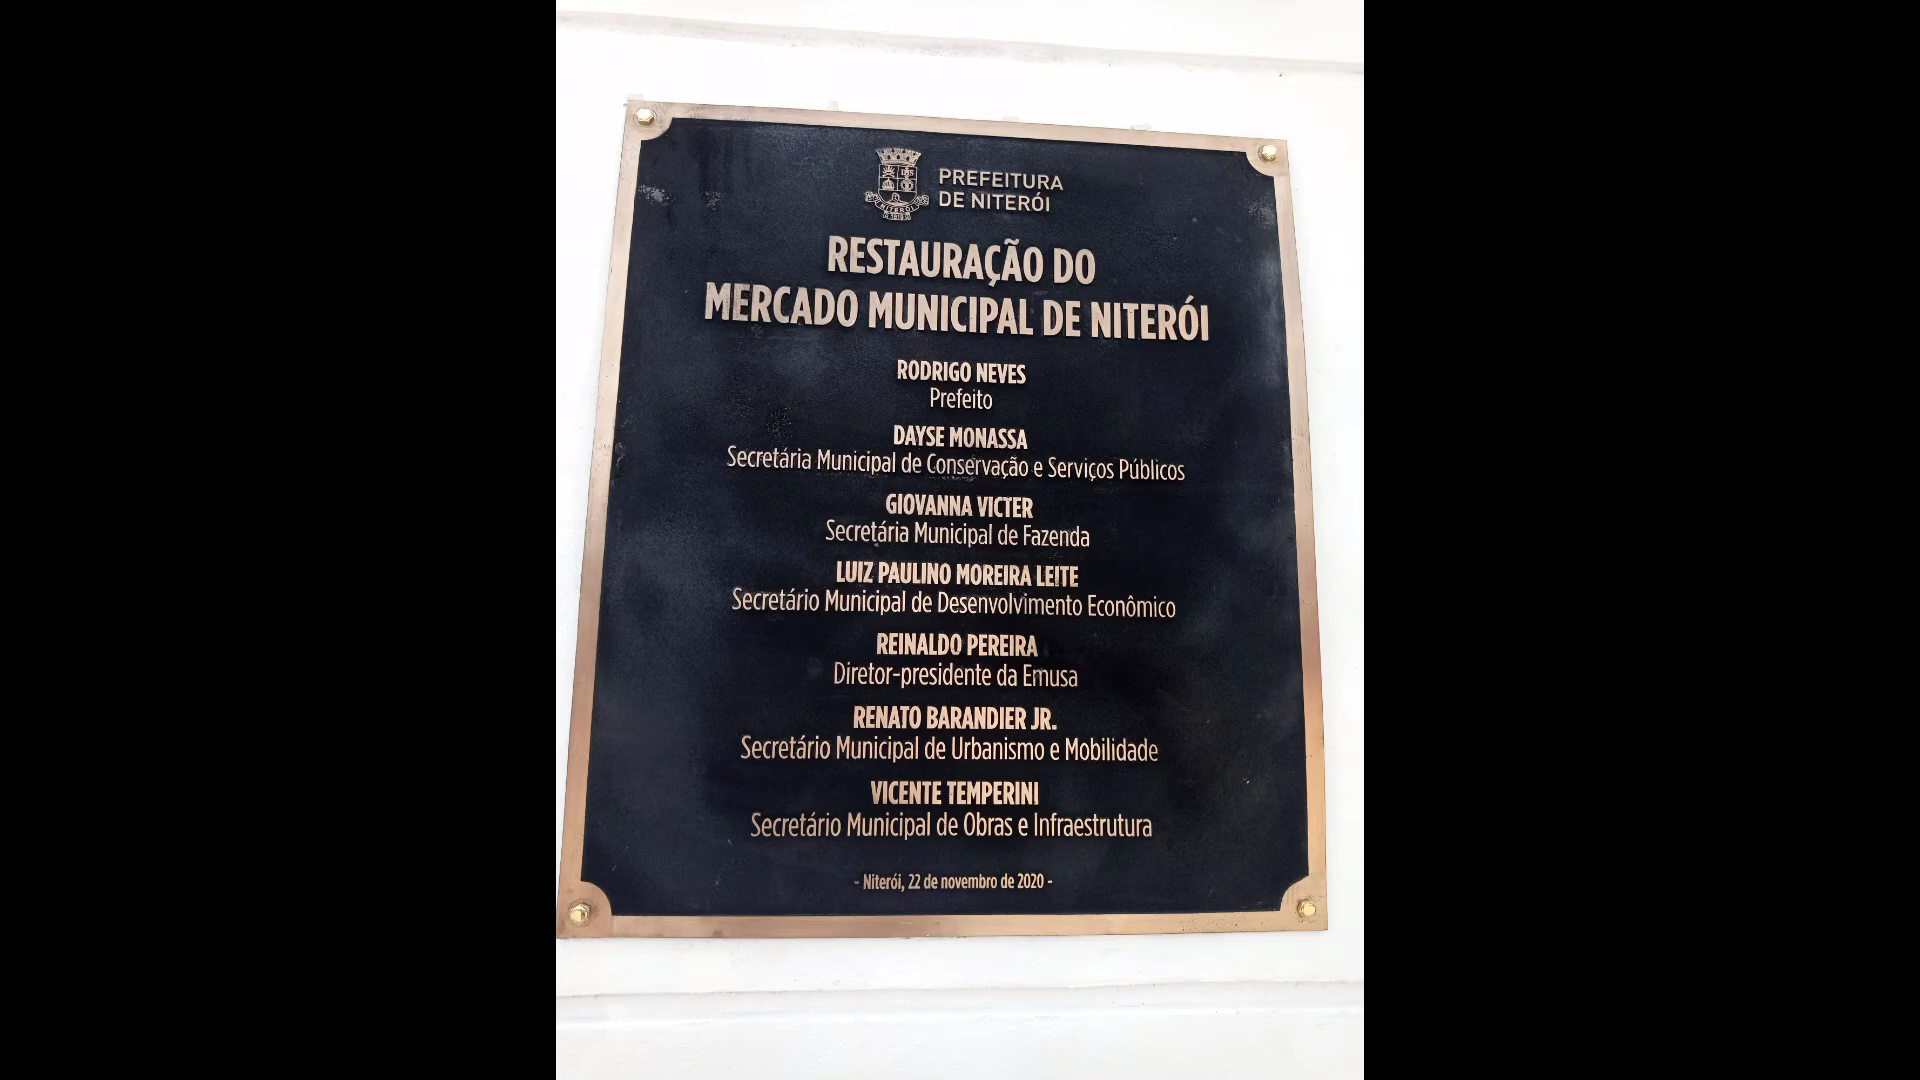 PREFEITURA
DE NITERÓI
RESTAURAÇÃO DO
MERCADO MUNICIPAL DE NITERÓI
RODRIGO NEVES
Prefeito
DAYSE MONASSA
Secretária Municipal de Conservação e Serviços Públicos
GIOVANNA VICTER
Secretária Municipal de Fazenda
LUIZ PAULINO MOREIRA LEITE
Secretário Municipal de Desenvolvimento Econômico
REINALDO PEREIRA
Diretor-presidente da Emusa
RENATO BARANDIER JR.
Secretário Municipal de Urbanismo e Mobilidade
VICENTE TEMPERINI
Secretário Municipal de Obras e Infraestrutura
- Niterói, 22 de novembro de 2020 -